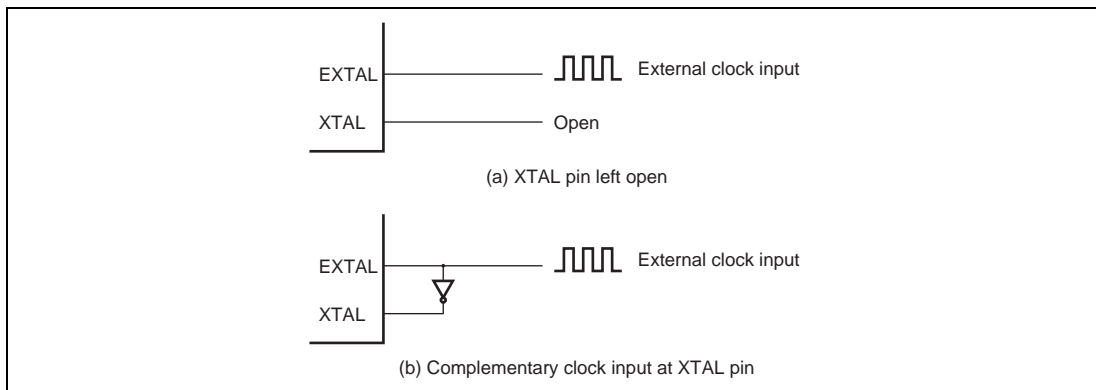 EXTAL External clock input
XTAL Open
(a) XTAL pin left open
EXTAL External clock input
XTAL
(b) Complementary clock input at XTAL pin